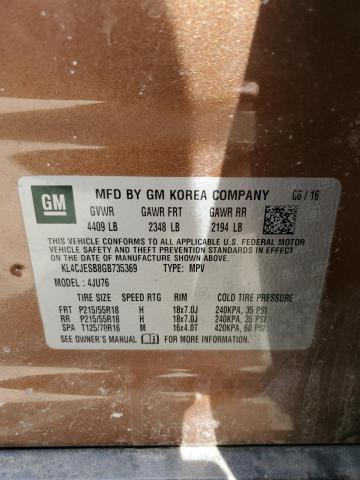 GM
MFD BY GM KOREA COMPANY 06/16
GVWR GAWR FRT GAWR RR
4409 LB 2348 LB 2194 LB
THIS VEHICLE CONFORMS TO ALL APPLICABLE U.S. FEDERAL MOTOR
VEHICLE SAFETY AND THEFT PREVENTION STANDARDS IN
EFFECT ON THE DATE OF MANUFACTURE SHOWN ABOVE.
KL4CJESB8GB735369 TYPE: MPV
MODEL : 4JU76
TIRE SIZE SPEED RTG RIM COLD TIRE PRESSURE
FRT P215/55R18 H 18x7.0J 240KPA, 35 PSI
RR P215/55R18 H 18x7.0J 240KPA, 35 PSI
SPA T125/70R16 M 16x4.0T 420KPA, 60 PSI
SEE OWNER'S MANUAL FOR MORE INFORMATION.